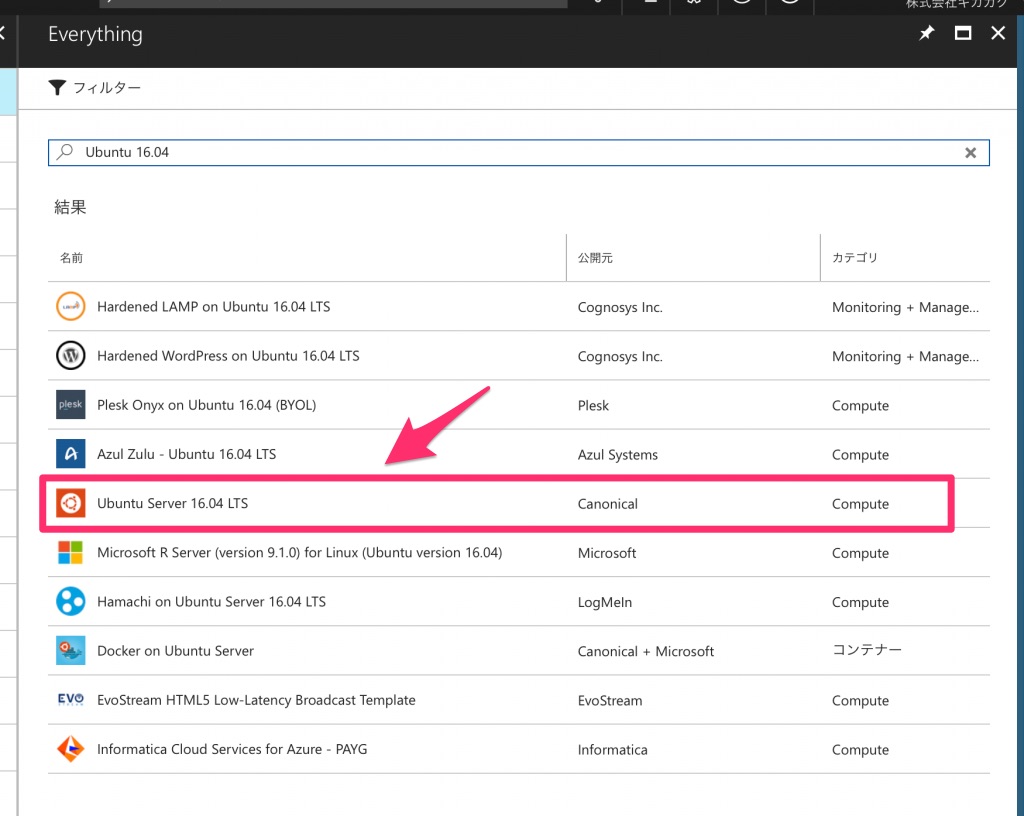 株式会社キカガク
Everything
フィルター
Ubuntu 16.04
結果
名前 公開元 カテゴリ
Hardened LAMP on Ubuntu 16.04 LTS Cognosys Inc. Monitoring + Manage...
Hardened WordPress on Ubuntu 16.04 LTS Cognosys Inc. Monitoring + Manage...
plesk Plesk Onyx on Ubuntu 16.04 (BYOL) Plesk Compute
Azul Zulu - Ubuntu 16.04 LTS Azul Systems Compute
Ubuntu Server 16.04 LTS Canonical Compute
Microsoft R Server (version 9.1.0) for Linux (Ubuntu version 16.04) Microsoft Compute
Hamachi on Ubuntu Server 16.04 LTS LogMeIn Compute
Docker on Ubuntu Server Canonical + Microsoft コンテナー
EVO EvoStream HTML5 Low-Latency Broadcast Template EvoStream Compute
Informatica Cloud Services for Azure - PAYG Informatica Compute